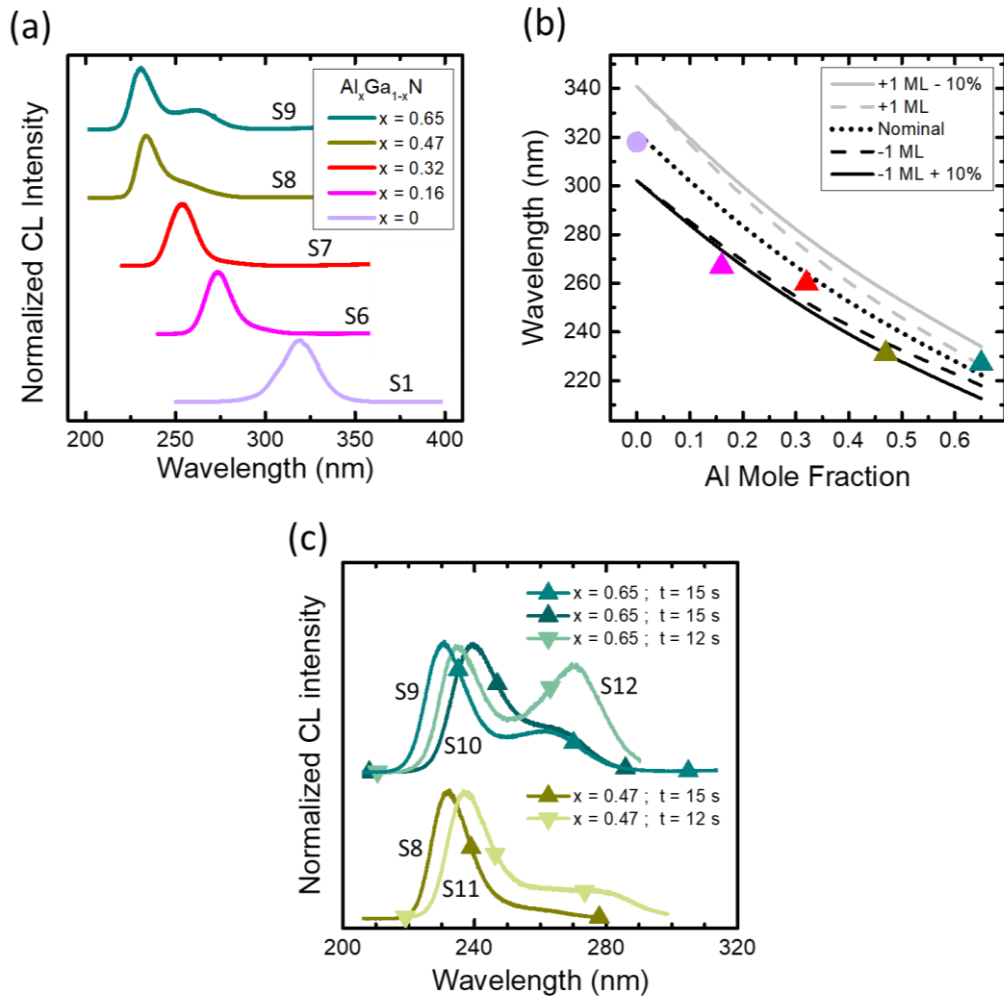 (a)
Normalized CL Intensity
Al_xGa_{1-x}N
x = 0.65
x = 0.47
x = 0.32
x = 0.16
x = 0
S9
S8
S7
S6
S1
200 250 300 350 400
Wavelength (nm)
(b)
Wavelength (nm)
340
320
300
280
260
240
220
+1 ML - 10%
+1 ML
Nominal
-1 ML
-1 ML + 10%
0.0 0.1 0.2 0.3 0.4 0.5 0.6
Al Mole Fraction
(c)
Normalized CL intensity
x = 0.65 ; t = 15 s
x = 0.65 ; t = 15 s
x = 0.65 ; t = 12 s
S9
S12
S10
x = 0.47 ; t = 15 s
x = 0.47 ; t = 12 s
S8
S11
200 240 280 320
Wavelength (nm)